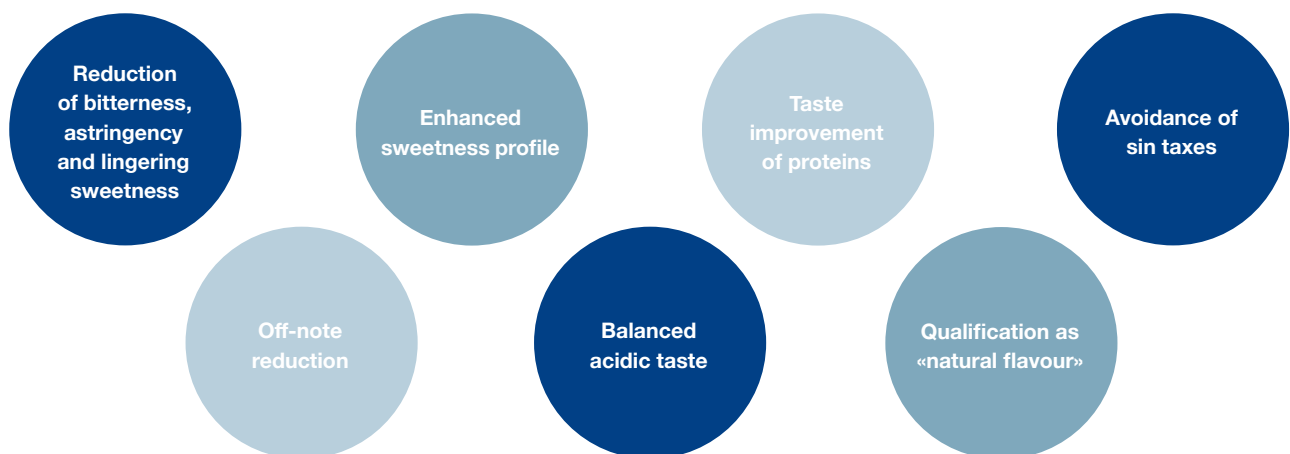 Reduction
of bitterness,
astringency
and lingering
sweetness
Enhanced
sweetness profile
Taste
improvement
of proteins
Avoidance of
sin taxes
Off-note
reduction
Balanced
acidic taste
Qualification as
«natural flavour»